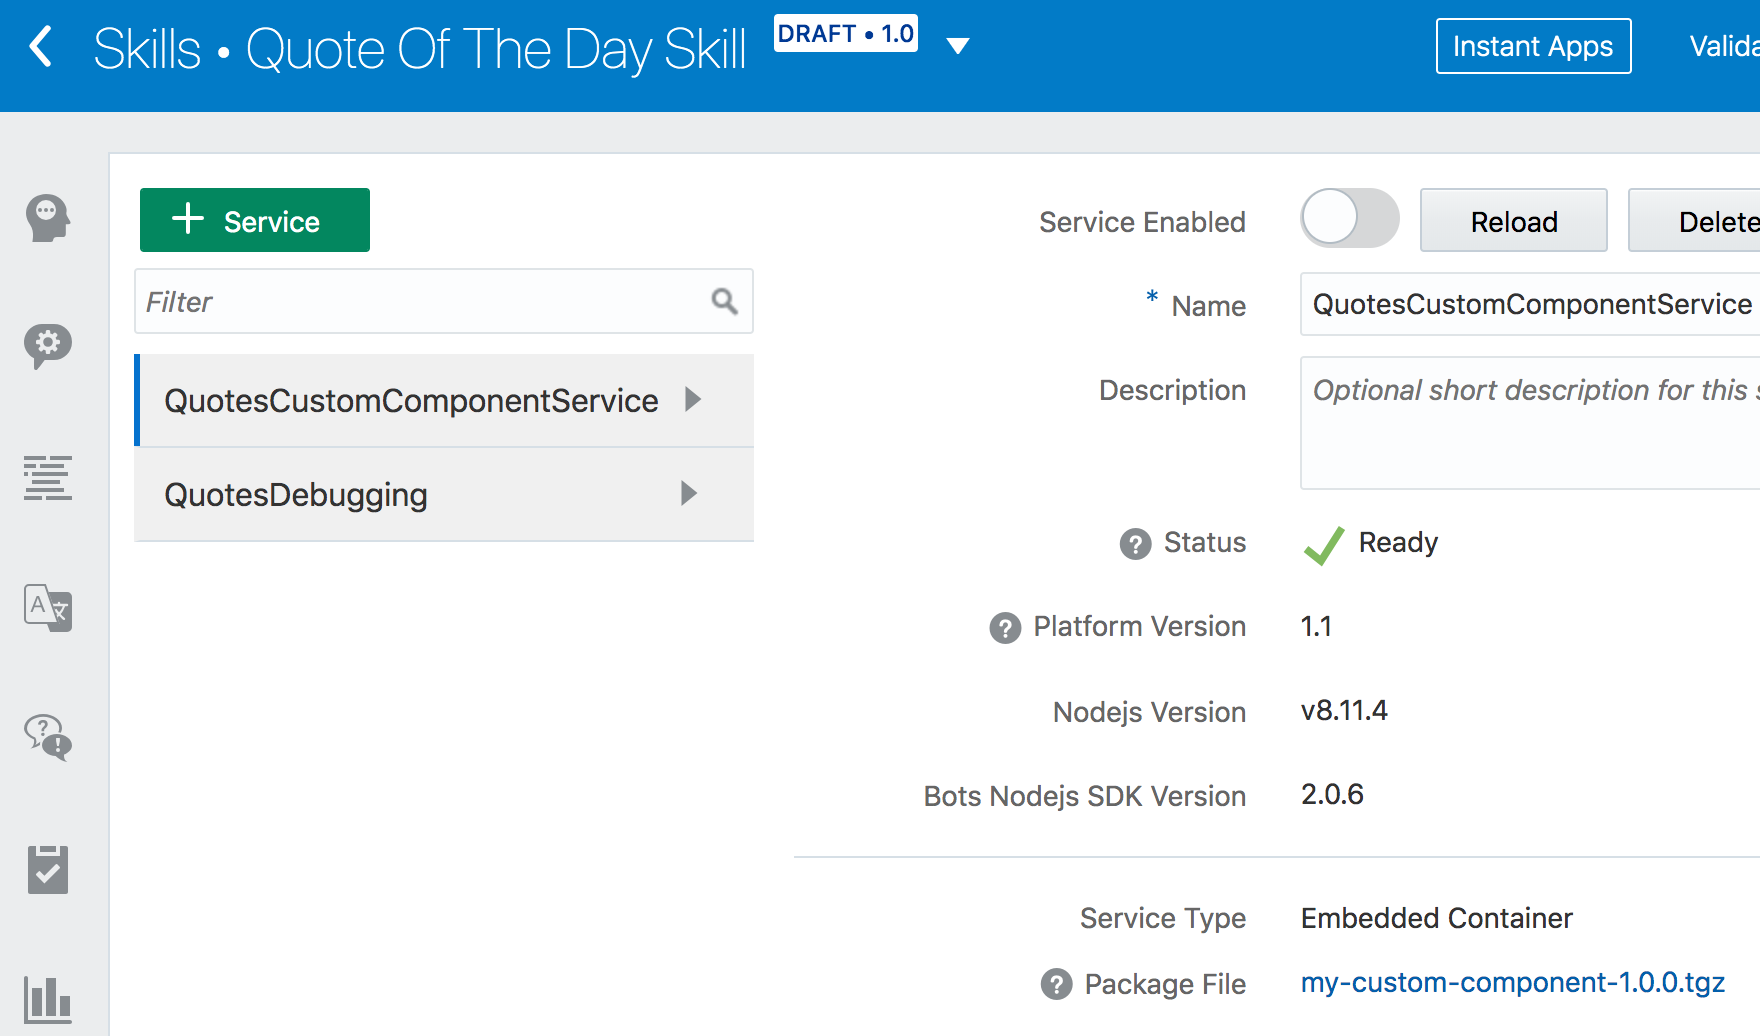 Skills • Quote Of The Day Skill DRAFT • 1.0
Instant Apps
Valida
+ Service
Filter
QuotesCustomComponentService
QuotesDebugging
Service Enabled
Reload
Delete
* Name QuotesCustomComponentService
Description Optional short description for this s
? Status Ready
? Platform Version 1.1
Nodejs Version v8.11.4
Bots Nodejs SDK Version 2.0.6
Service Type Embedded Container
? Package File my-custom-component-1.0.0.tgz